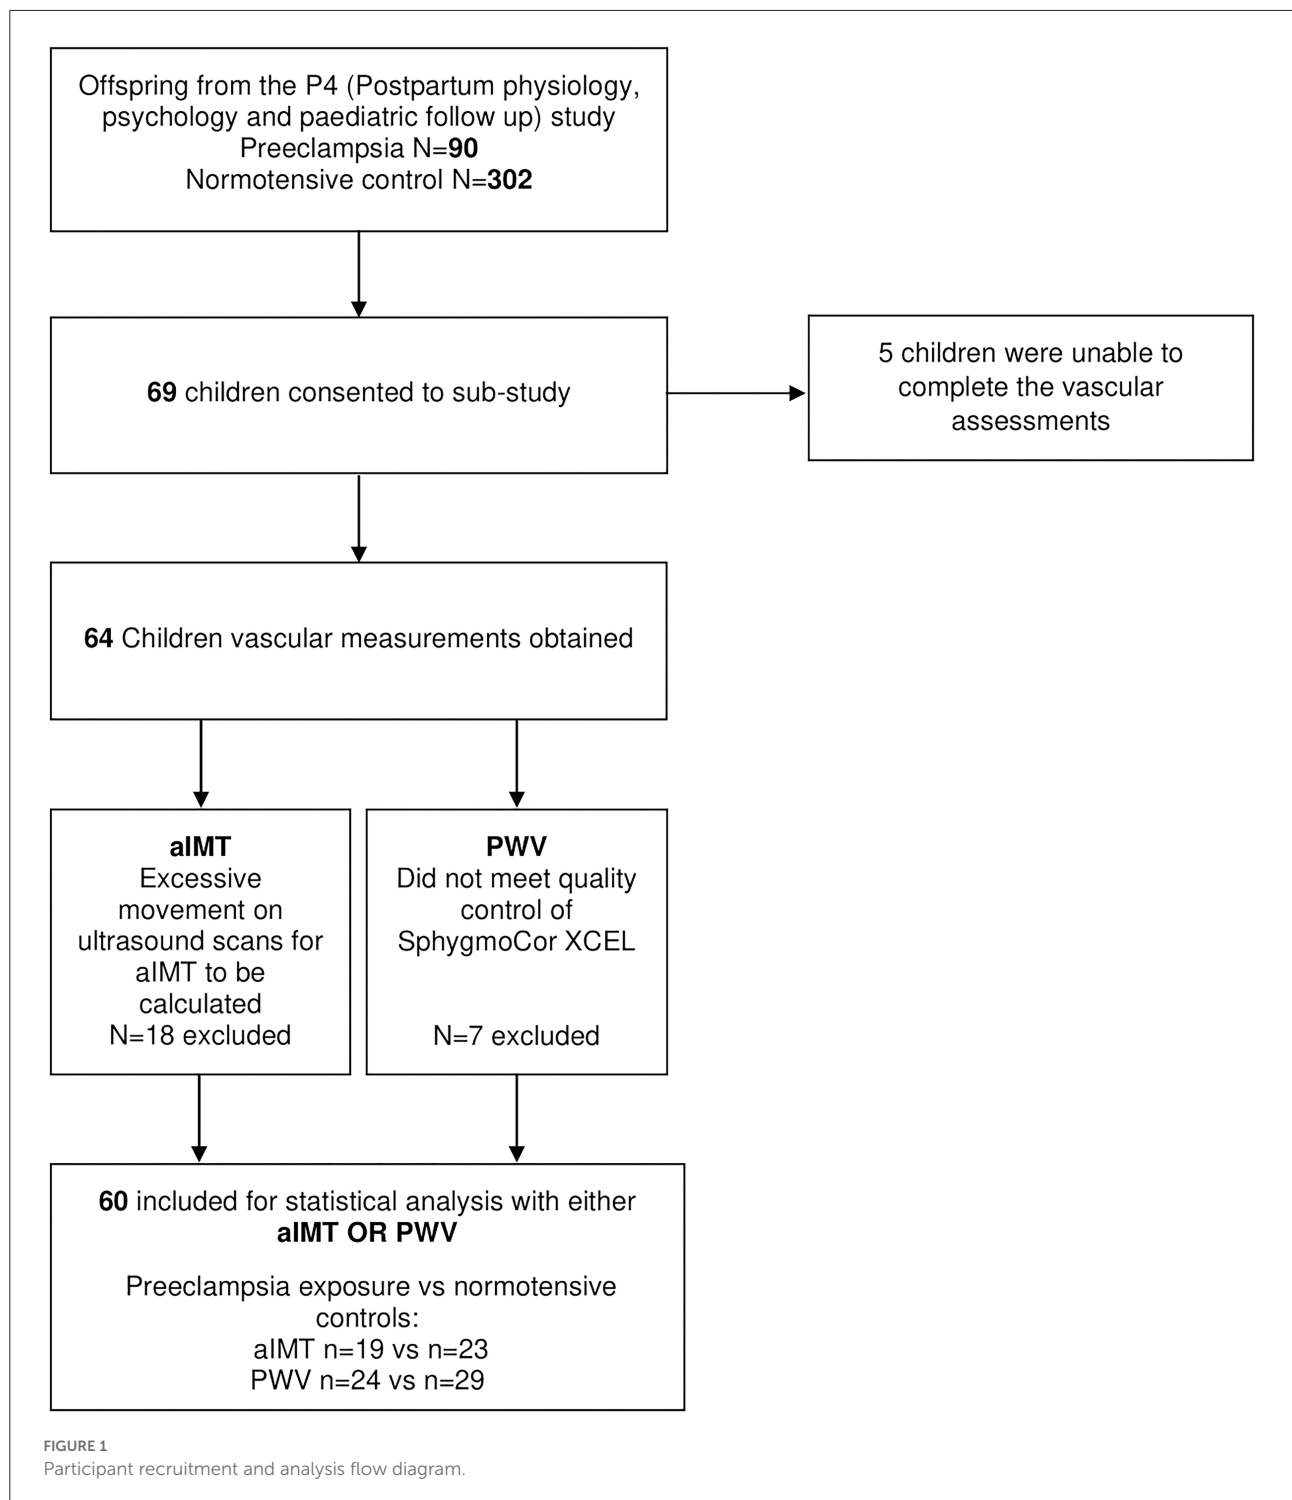 Offspring from the P4 (Postpartum physiology,
psychology and paediatric follow up) study
Preeclampsia N=90
Normotensive control N=302
69 children consented to sub-study
5 children were unable to
complete the vascular
assessments
64 Children vascular measurements obtained
aIMT
Excessive
movement on
ultrasound scans for
aIMT to be
calculated
N=18 excluded
PWV
Did not meet quality
control of
SphygmoCor XCEL
N=7 excluded
60 included for statistical analysis with either
aIMT OR PWV
Preeclampsia exposure vs normotensive
controls:
aIMT n=19 vs n=23
PWV n=24 vs n=29
FIGURE 1
Participant recruitment and analysis flow diagram.